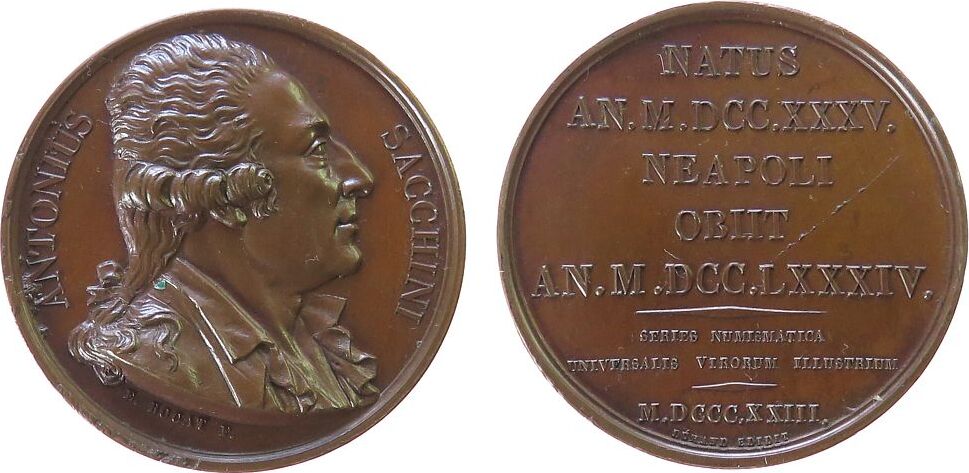 ANTONIUS SACCHINI.
E. ROGAT F.
NATUS
AN. M. DCC.XXXV.
NEAPOLI
OBIIT
AN. M. DCC.LXXXIV.
SERIES NUMISMATICA
UNIVERSALIS VIRORUM ILLUSTRIUM
M.DCCC.XXIII.
DURAND EDIDIT